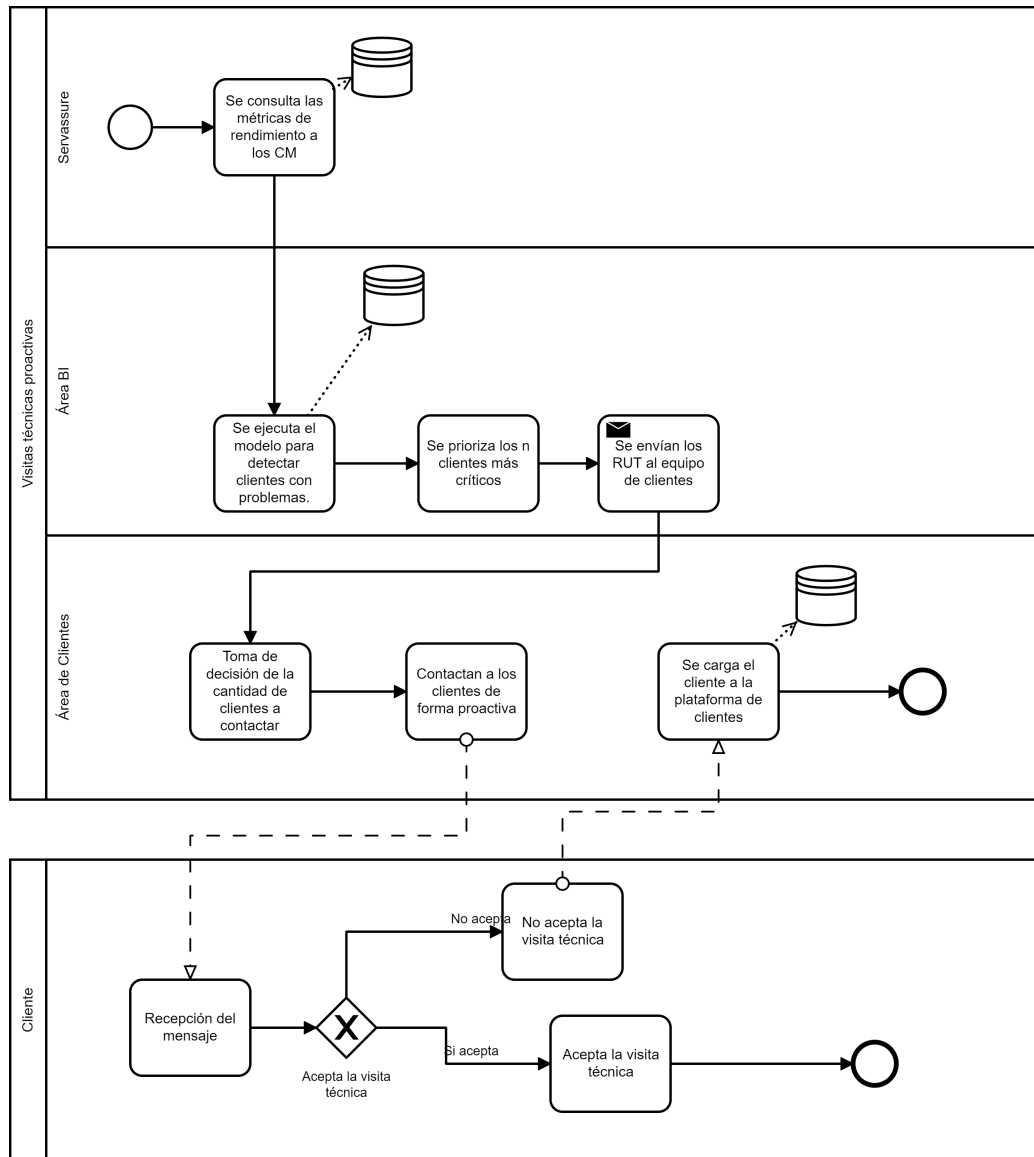 Visitas técnicas proactivas
Servassure
Se consulta las
métricas de
rendimiento a
los CM
Área BI
Se ejecuta el
modelo para
detectar
clientes con
problemas.
Se prioriza los n
clientes más
críticos
Se envían los
RUT al equipo
de clientes
Área de Clientes
Toma de
decisión de la
cantidad de
clientes a
contactar
Contactan a los
clientes de
forma proactiva
Se carga el
cliente a la
plataforma de
clientes
Cliente
Recepción del
mensaje
Acepta la visita
técnica
No acepta
No acepta la
visita técnica
Si acepta
Acepta la visita
técnica